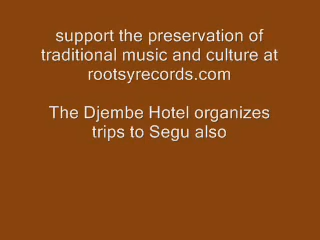 support the preservation of
traditional music and culture at
rootsyrecords.com
The Djembe Hotel organizes
trips to Segu also